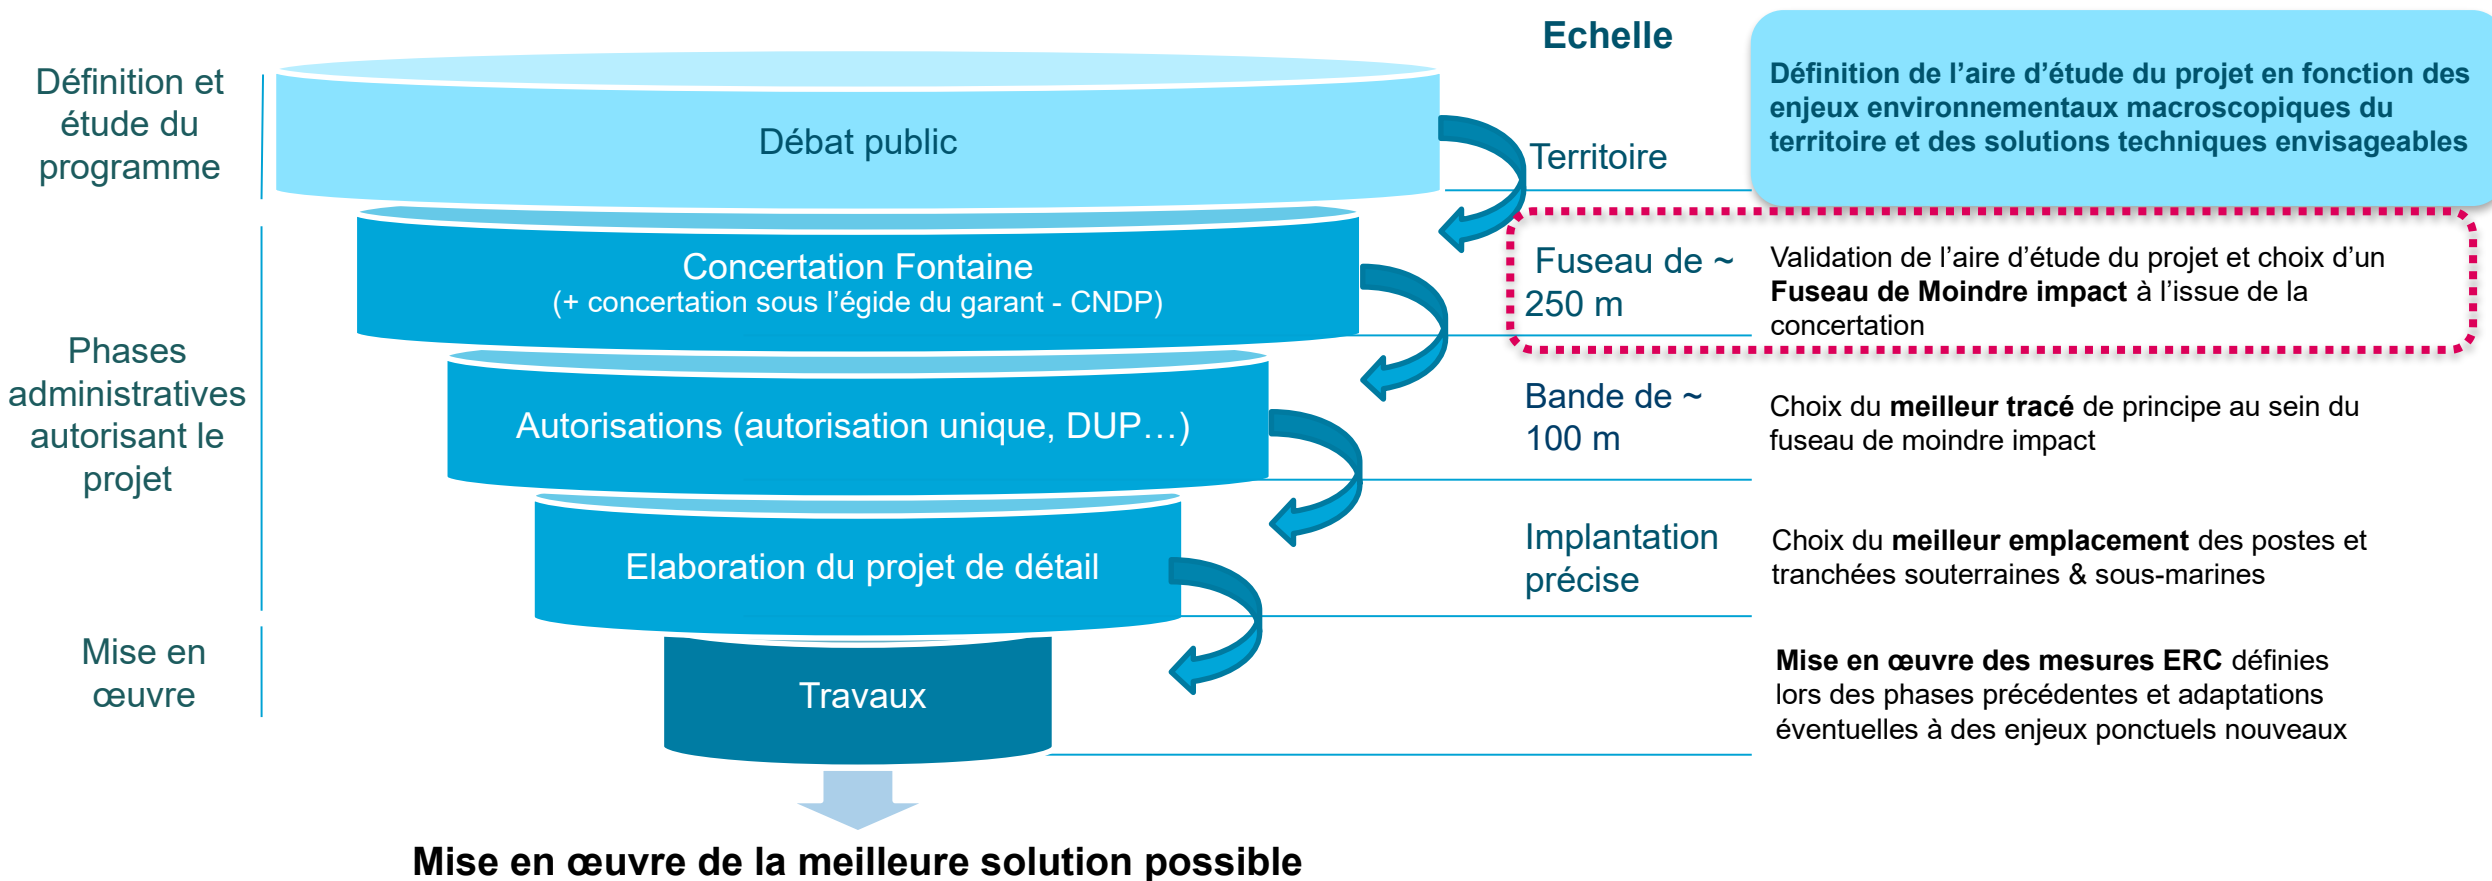 Echelle
Définition et
étude du
programme
Débat public
Territoire
Définition de l’aire d’étude du projet en fonction des
enjeux environnementaux macroscopiques du
territoire et des solutions techniques envisageables
Phases
administratives
autorisant le
projet
Concertation Fontaine
(+ concertation sous l’égide du garant - CNDP)
Fuseau de ~
250 m
Validation de l’aire d’étude du projet et choix d’un
Fuseau de Moindre impact à l’issue de la
concertation
Autorisations (autorisation unique, DUP…)
Bande de ~
100 m
Choix du meilleur tracé de principe au sein du
fuseau de moindre impact
Elaboration du projet de détail
Implantation
précise
Choix du meilleur emplacement des postes et
tranchées souterraines & sous-marines
Mise en
œuvre
Travaux
Mise en œuvre des mesures ERC définies
lors des phases précédentes et adaptations
éventuelles à des enjeux ponctuels nouveaux
Mise en œuvre de la meilleure solution possible